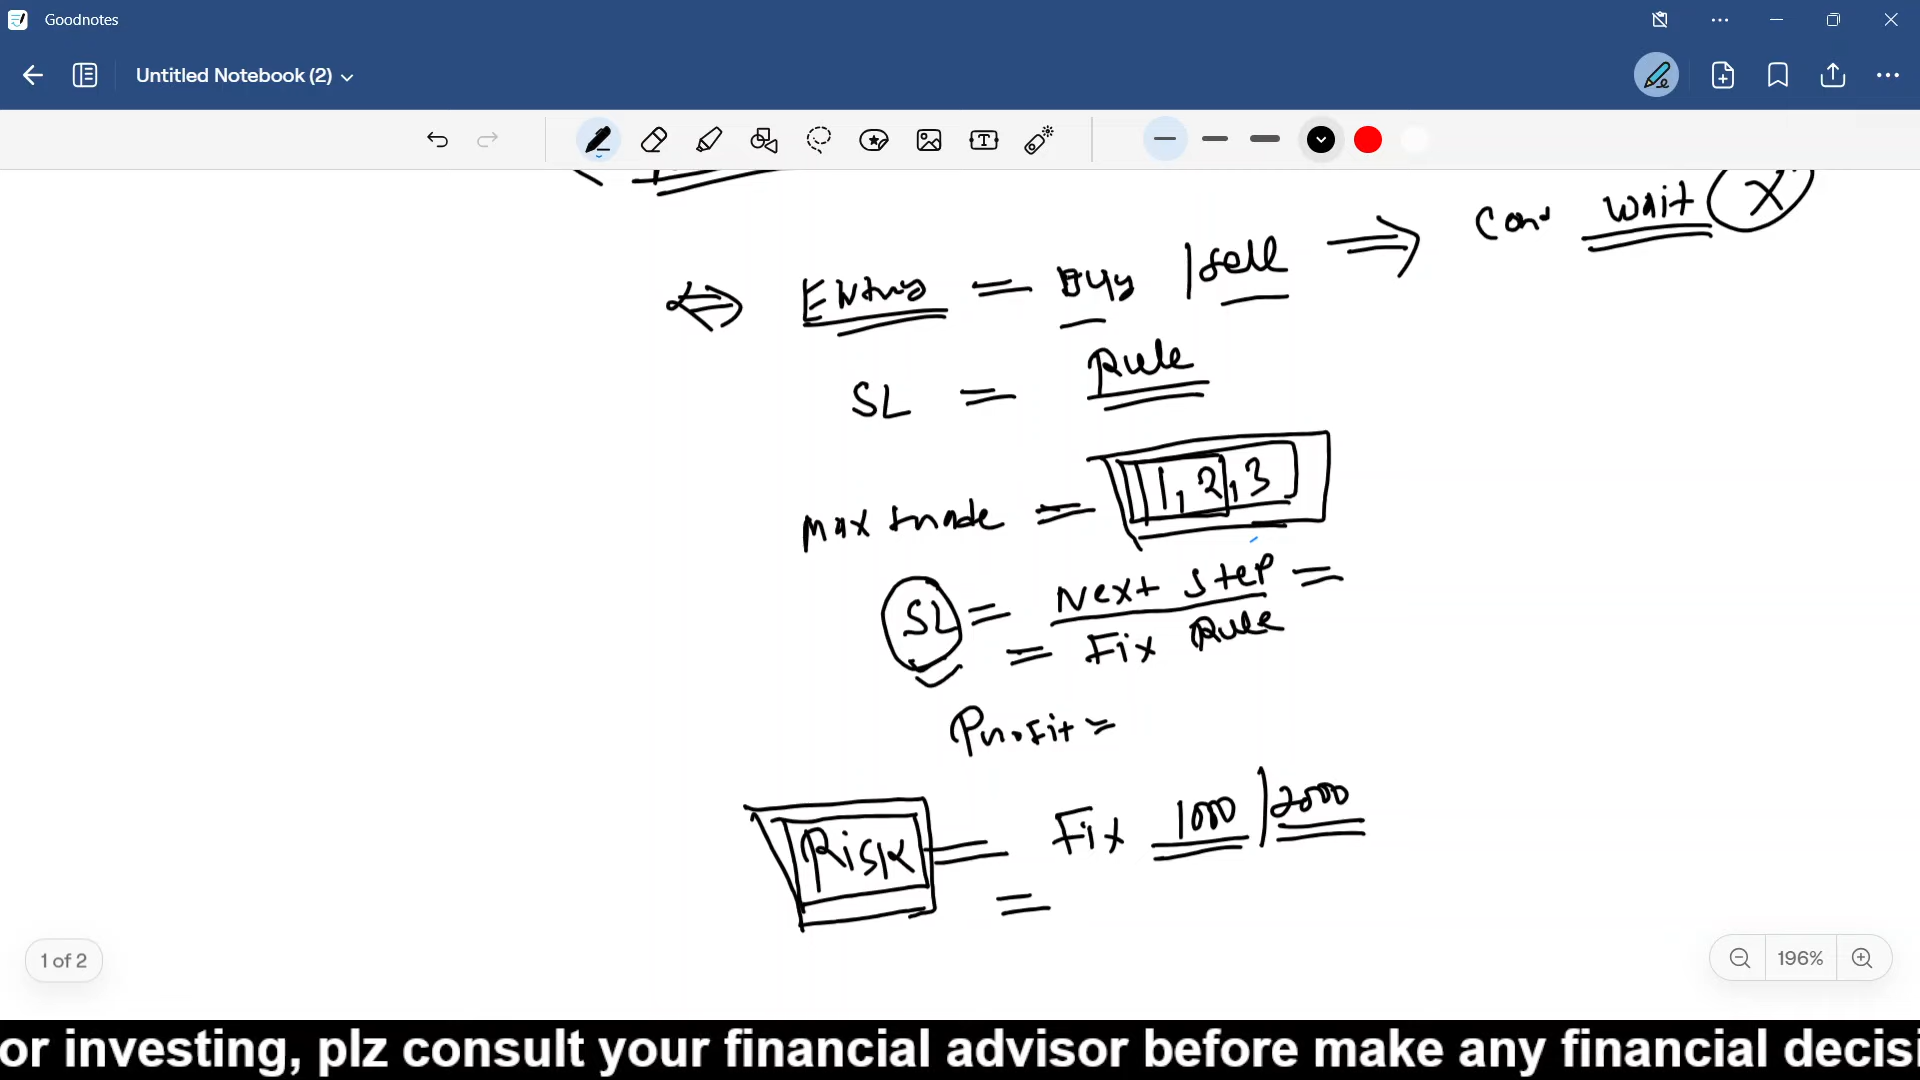 Goodnotes
Untitled Notebook (2)
Can't wait X
Entry = Buy | sell
SL = Rule
Max trade = 1, 2, 3
SL = Next Step =
= Fix Rule
Profit =
RiSK = Fix 1000 | 2000
=
1 of 2
196%
or investing, plz consult your financial advisor before make any financial decisi